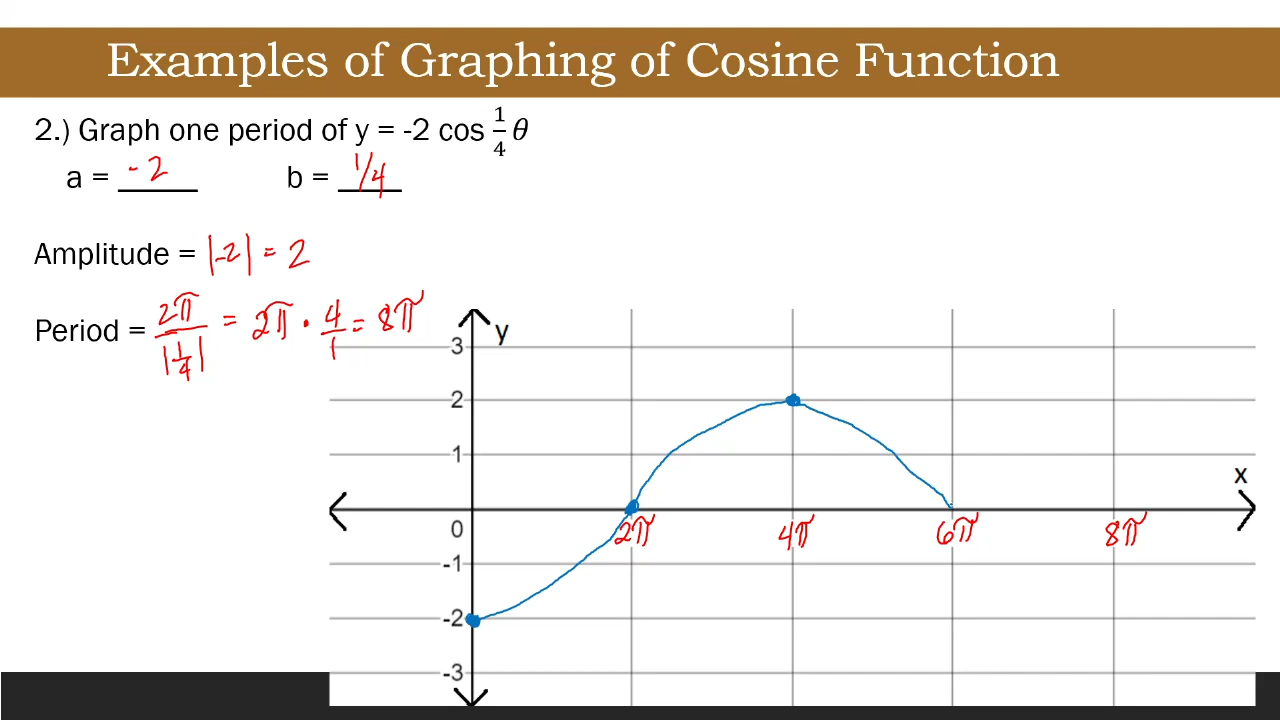 Examples of Graphing of Cosine Function
2.) Graph one period of y = -2 cos 1/4 θ
a = -2 b = 1/4
Amplitude = |-2| = 2
Period = 2π/|1/4| = 2π · 4/1 = 8π
y
3
2
1
x
0
2π 4π 6π 8π
-1
-2
-3